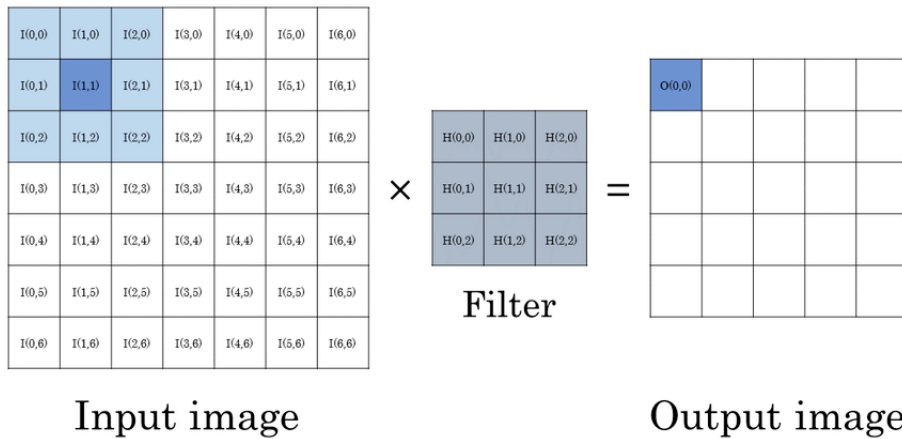 I(0,0) I(1,0) I(2,0) I(3,0) I(4,0) I(5,0) I(6,0)
I(0,1) I(1,1) I(2,1) I(3,1) I(4,1) I(5,1) I(6,1)
I(0,2) I(1,2) I(2,2) I(3,2) I(4,2) I(5,2) I(6,2)
I(0,3) I(1,3) I(2,3) I(3,3) I(4,3) I(5,3) I(6,3)
I(0,4) I(1,4) I(2,4) I(3,4) I(4,4) I(5,4) I(6,4)
I(0,5) I(1,5) I(2,5) I(3,5) I(4,5) I(5,5) I(6,5)
I(0,6) I(1,6) I(2,6) I(3,6) I(4,6) I(5,6) I(6,6)
Input image
×
H(0,0) H(1,0) H(2,0)
H(0,1) H(1,1) H(2,1)
H(0,2) H(1,2) H(2,2)
Filter
=
O(0,0)
Output image